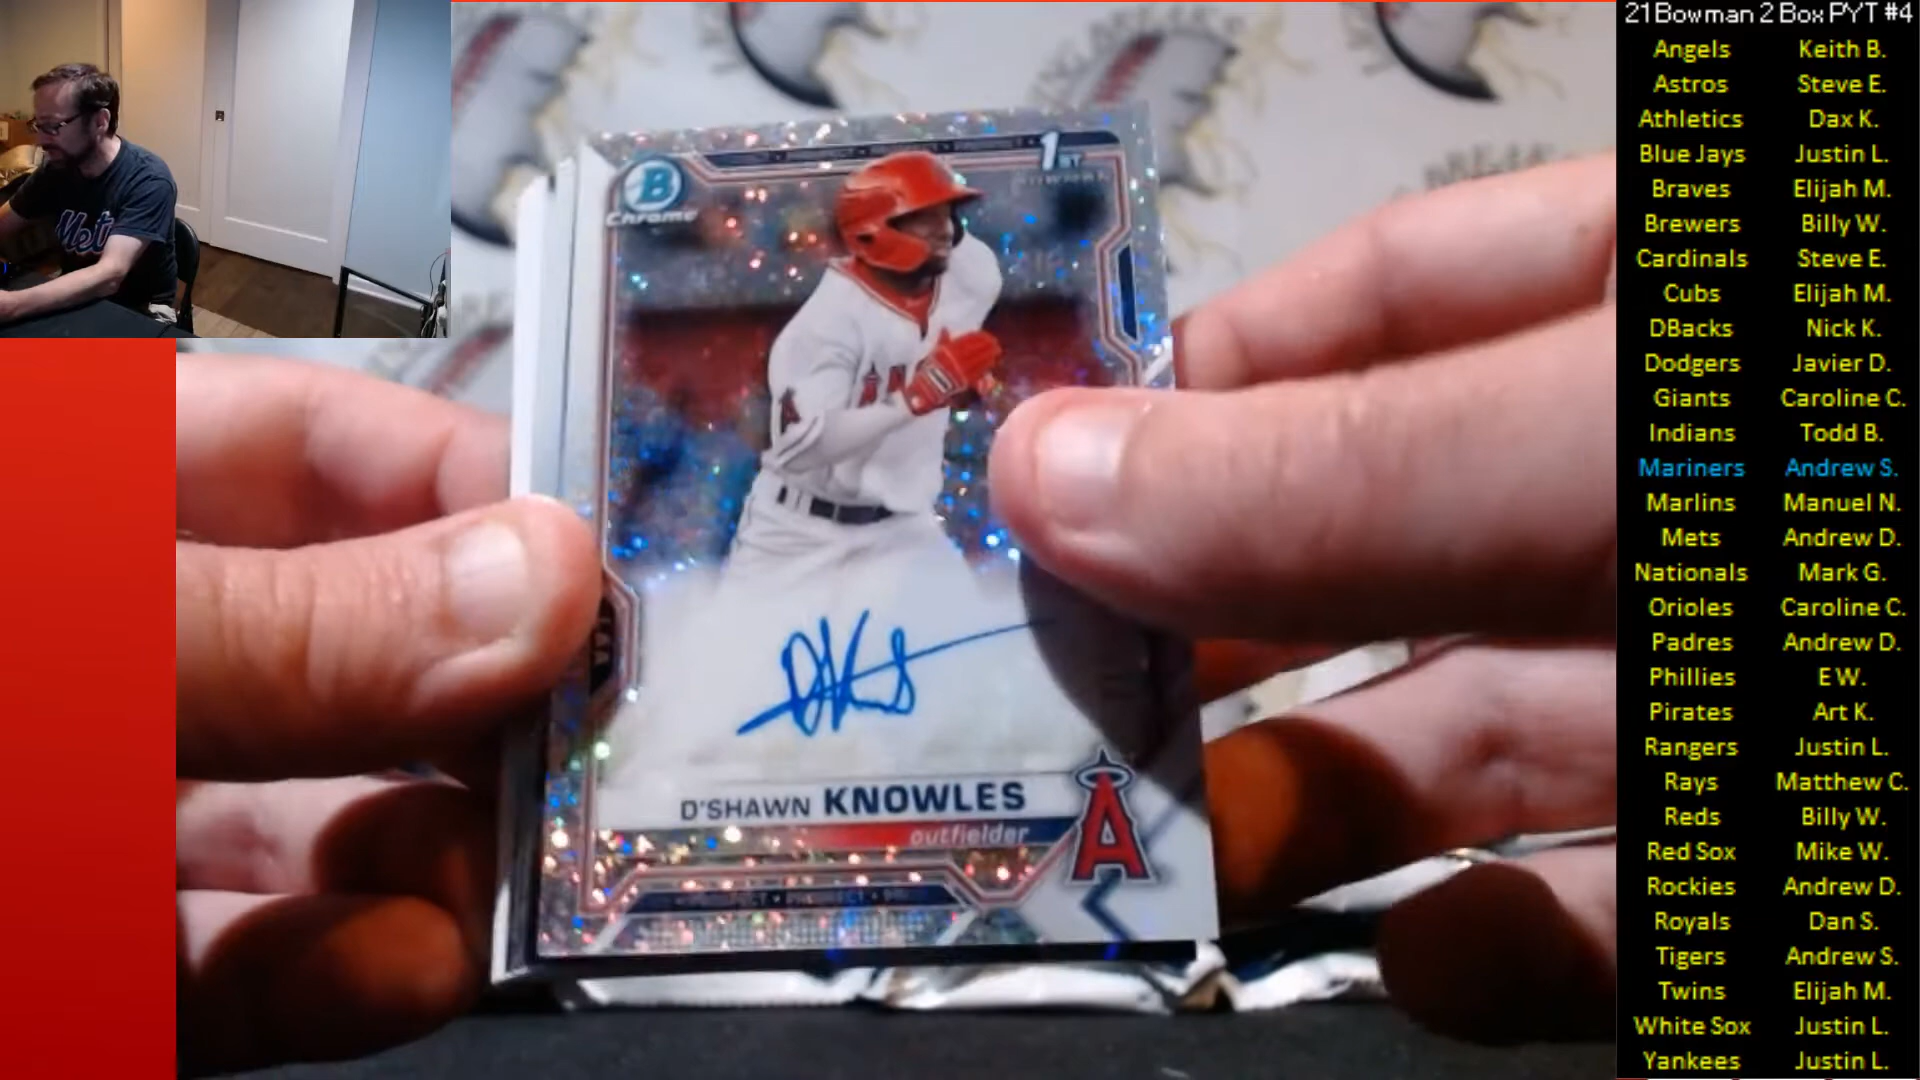 21 Bowman 2 Box PYT #4
Angels Keith B.
Astros Steve E.
Athletics Dax K.
Blue Jays Justin L.
Braves Elijah M.
Brewers Billy W.
Cardinals Steve E.
Cubs Elijah M.
DBacks Nick K.
Dodgers Javier D.
Giants Caroline C.
Indians Todd B.
Mariners Andrew S.
Marlins Manuel N.
Mets Andrew D.
Nationals Mark G.
Orioles Caroline C.
Padres Andrew D.
Phillies E W.
Pirates Art K.
Rangers Justin L.
Rays Matthew C.
Reds Billy W.
Red Sox Mike W.
Rockies Andrew D.
Royals Dan S.
Tigers Andrew S.
Twins Elijah M.
White Sox Justin L.
Yankees Justin L.
Met
1ST
BOWMAN
B
Chrome
D'SHAWN KNOWLES
outfielder
A